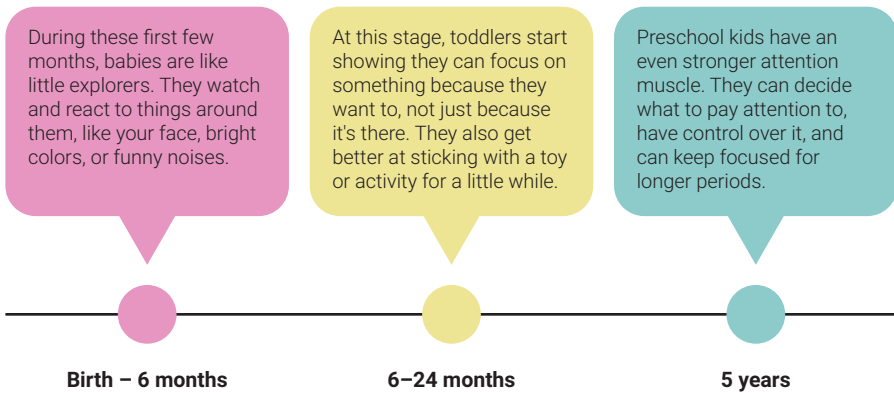 During these first few
months, babies are like
little explorers. They watch
and react to things around
them, like your face, bright
colors, or funny noises.
At this stage, toddlers start
showing they can focus on
something because they
want to, not just because
it's there. They also get
better at sticking with a toy
or activity for a little while.
Preschool kids have an
even stronger attention
muscle. They can decide
what to pay attention to,
have control over it, and
can keep focused for
longer periods.
Birth – 6 months
6–24 months
5 years